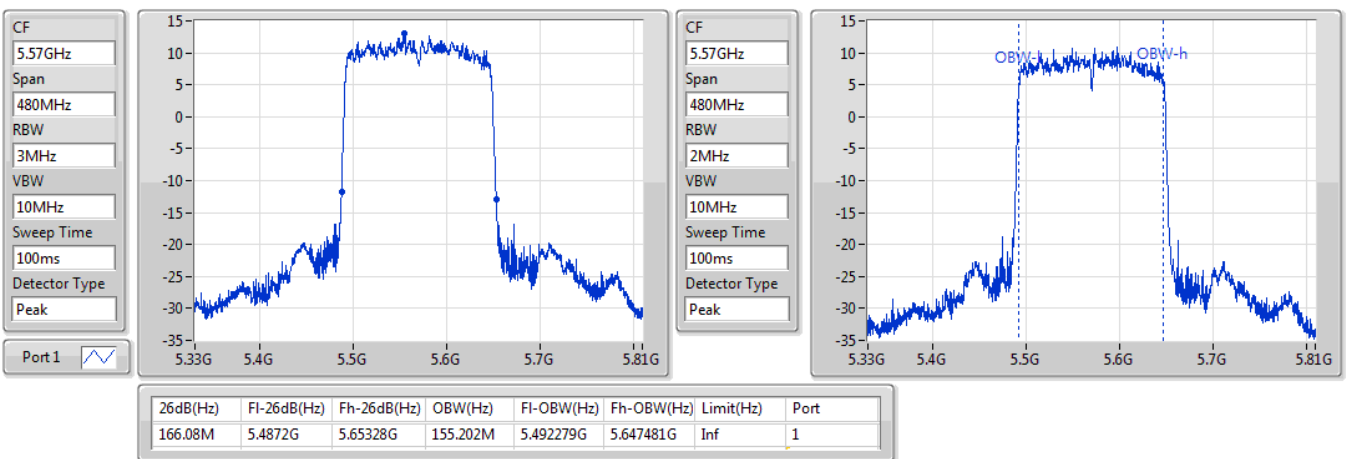 CF
5.57GHz
Span
480MHz
RBW
3MHz
VBW
10MHz
Sweep Time
100ms
Detector Type
Peak
Port 1
15
10
5
0
-5
-10
-15
-20
-25
-30
-35
5.33G 5.4G 5.5G 5.6G 5.7G 5.81G
CF
5.57GHz
Span
480MHz
RBW
2MHz
VBW
10MHz
Sweep Time
100ms
Detector Type
Peak
15
10
5
0
-5
-10
-15
-20
-25
-30
-35
OBW-l OBW-h
5.33G 5.4G 5.5G 5.6G 5.7G 5.81G
26dB(Hz) Fl-26dB(Hz) Fh-26dB(Hz) OBW(Hz) Fl-OBW(Hz) Fh-OBW(Hz) Limit(Hz) Port
166.08M 5.4872G 5.65328G 155.202M 5.492279G 5.647481G Inf 1